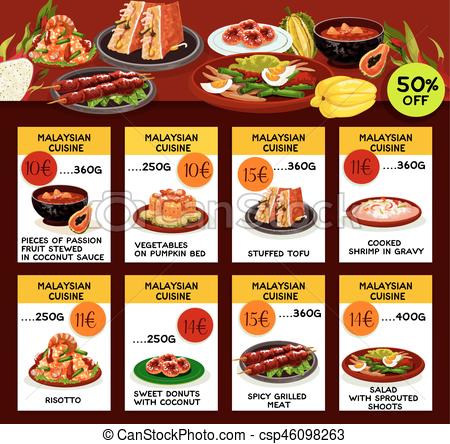 50%
OFF
MALAYSIAN
CUISINE
10€ ....360G
PIECES OF PASSION
FRUIT STEWED
IN COCONUT SAUCE
MALAYSIAN
CUISINE
....250G 10€
VEGETABLES
ON PUMPKIN BED
MALAYSIAN
CUISINE
15€ ....360G
STUFFED TOFU
MALAYSIAN
CUISINE
11€ ....360G
COOKED
SHRIMP IN GRAVY
MALAYSIAN
CUISINE
....250G 11€
RISOTTO
MALAYSIAN
CUISINE
....250G 14€
SWEET DONUTS
WITH COCONUT
MALAYSIAN
CUISINE
15€ ....360G
SPICY GRILLED
MEAT
MALAYSIAN
CUISINE
14€ ....400G
SALAD
WITH SPROUTED
SHOOTS
© CanStockPhoto.com - csp46098263